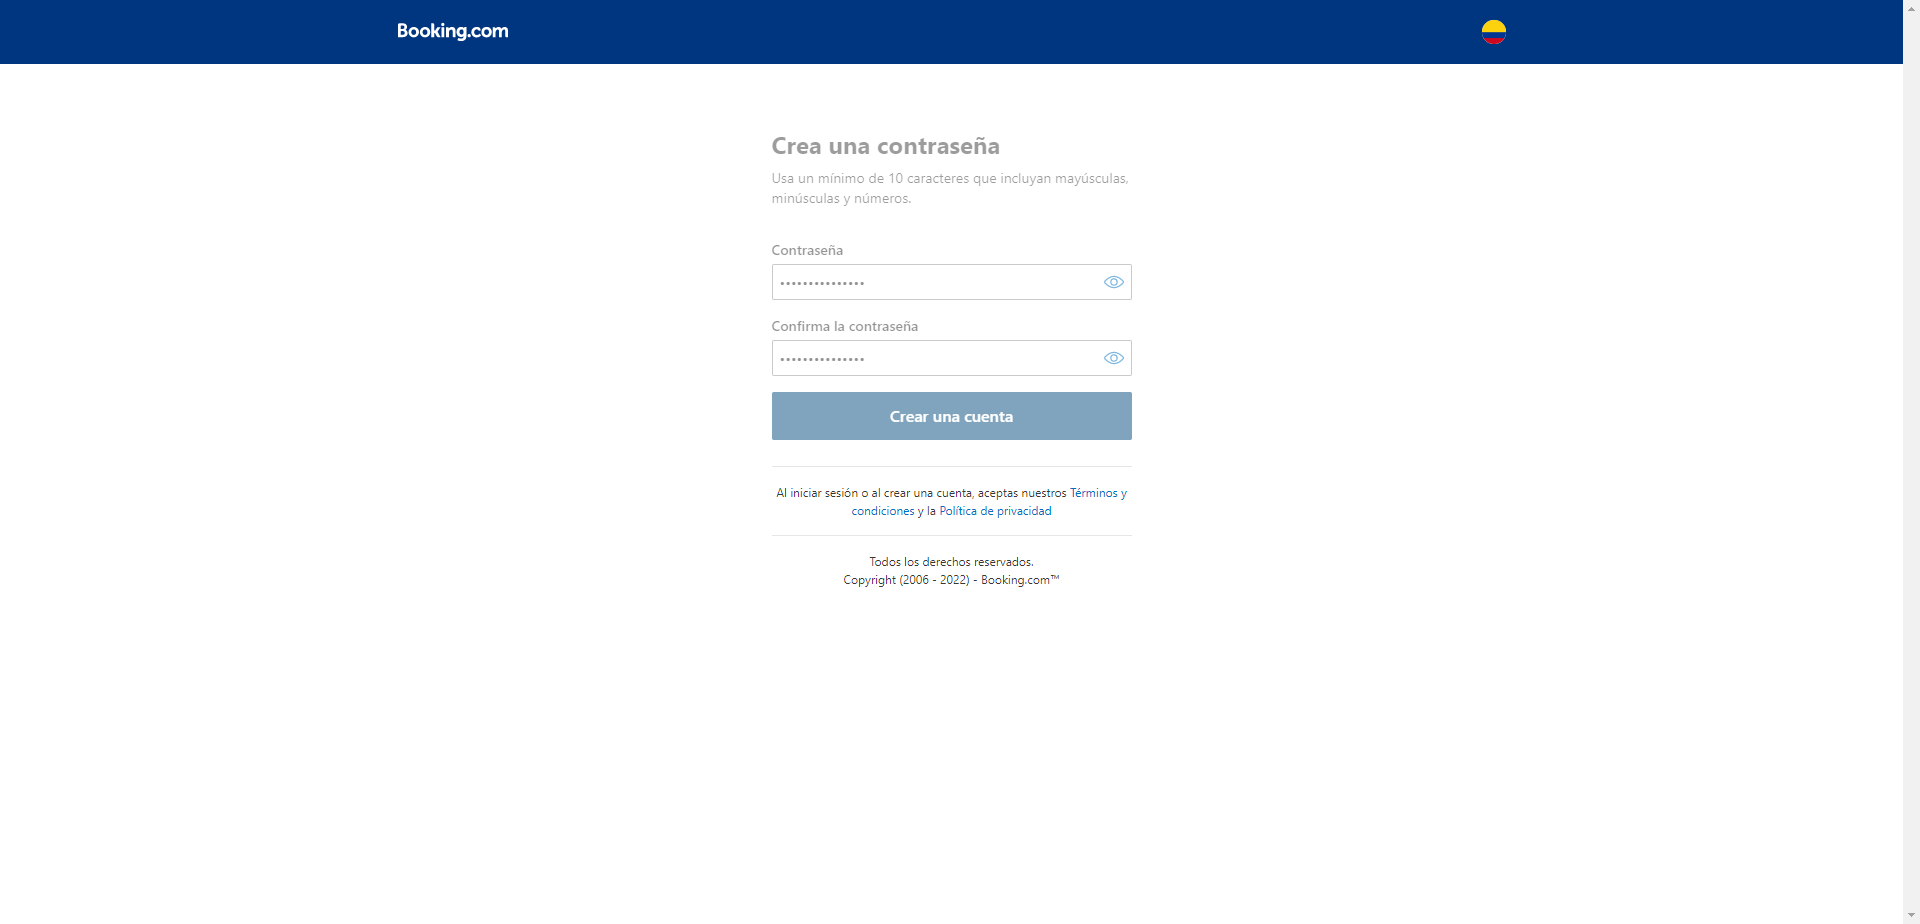 Booking.com
Crea una contraseña
Usa un mínimo de 10 caracteres que incluyan mayúsculas,
minúsculas y números.
Contraseña
•••••••••••••••
Confirma la contraseña
•••••••••••••••
Crear una cuenta
Al iniciar sesión o al crear una cuenta, aceptas nuestros Términos y
condiciones y la Política de privacidad
Todos los derechos reservados.
Copyright (2006 - 2022) - Booking.com™